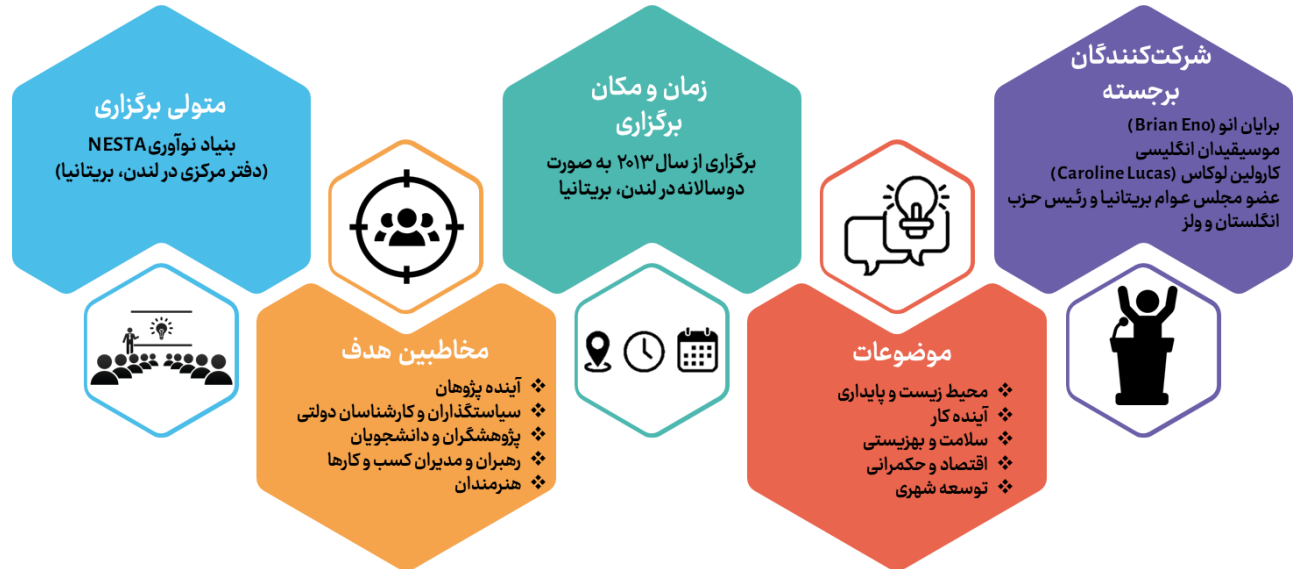 شرکت‌کنندگان
برجسته
برایان انو (Brian Eno)
موسیقیدان انگلیسی
کارولین لوکاس (Caroline Lucas)
عضو مجلس عوام بریتانیا و رئیس حزب
انگلستان و ولز
موضوعات
❖ محیط زیست و پایداری
❖ آینده کار
❖ سلامت و بهزیستی
❖ اقتصاد و حکمرانی
❖ توسعه شهری
زمان و مکان
برگزاری
برگزاری از سال ۲۰۱۳ به صورت
دوسالانه در لندن، بریتانیا
مخاطبین هدف
❖ آینده پژوهان
❖ سیاستگذاران و کارشناسان دولتی
❖ پژوهشگران و دانشجویان
❖ رهبران و مدیران کسب و کارها
❖ هنرمندان
متولی برگزاری
بنیاد نوآوری NESTA
(دفتر مرکزی در لندن، بریتانیا)